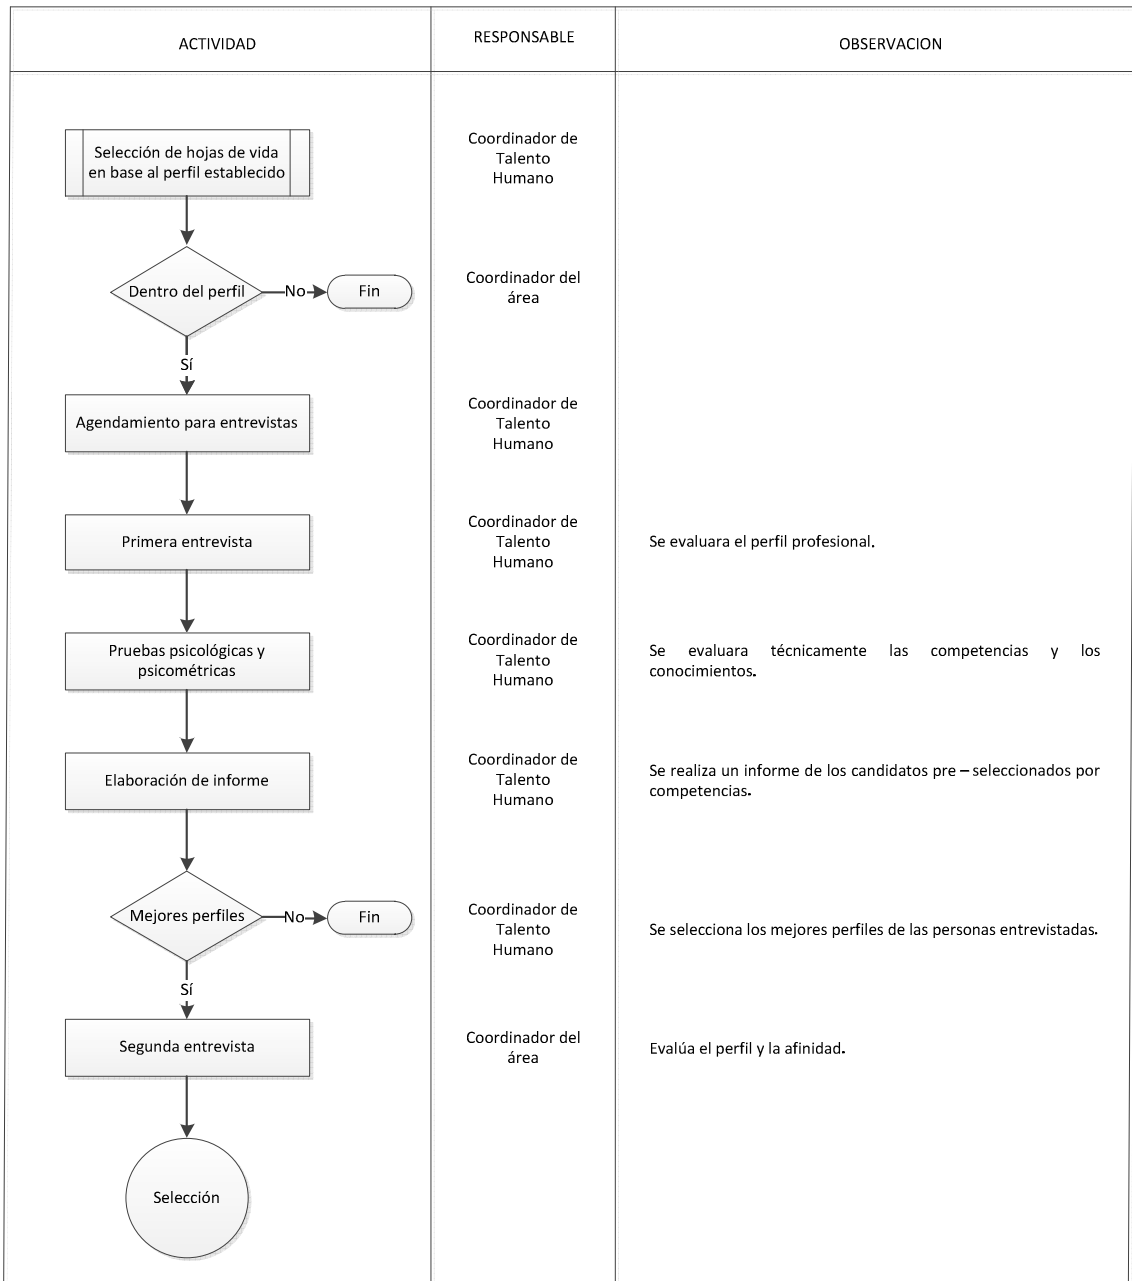 ACTIVIDAD
RESPONSABLE
OBSERVACION
Selección de hojas de vida
en base al perfil establecido
Coordinador de
Talento
Humano
Dentro del perfil
No
Fin
Coordinador del
área
Sí
Agendamiento para entrevistas
Coordinador de
Talento
Humano
Primera entrevista
Coordinador de
Talento
Humano
Se evaluara el perfil profesional.
Pruebas psicológicas y
psicométricas
Coordinador de
Talento
Humano
Se evaluara técnicamente las competencias y los
conocimientos.
Elaboración de informe
Coordinador de
Talento
Humano
Se realiza un informe de los candidatos pre – seleccionados por
competencias.
Mejores perfiles
No
Fin
Coordinador de
Talento
Humano
Se selecciona los mejores perfiles de las personas entrevistadas.
Sí
Segunda entrevista
Coordinador del
área
Evalúa el perfil y la afinidad.
Selección